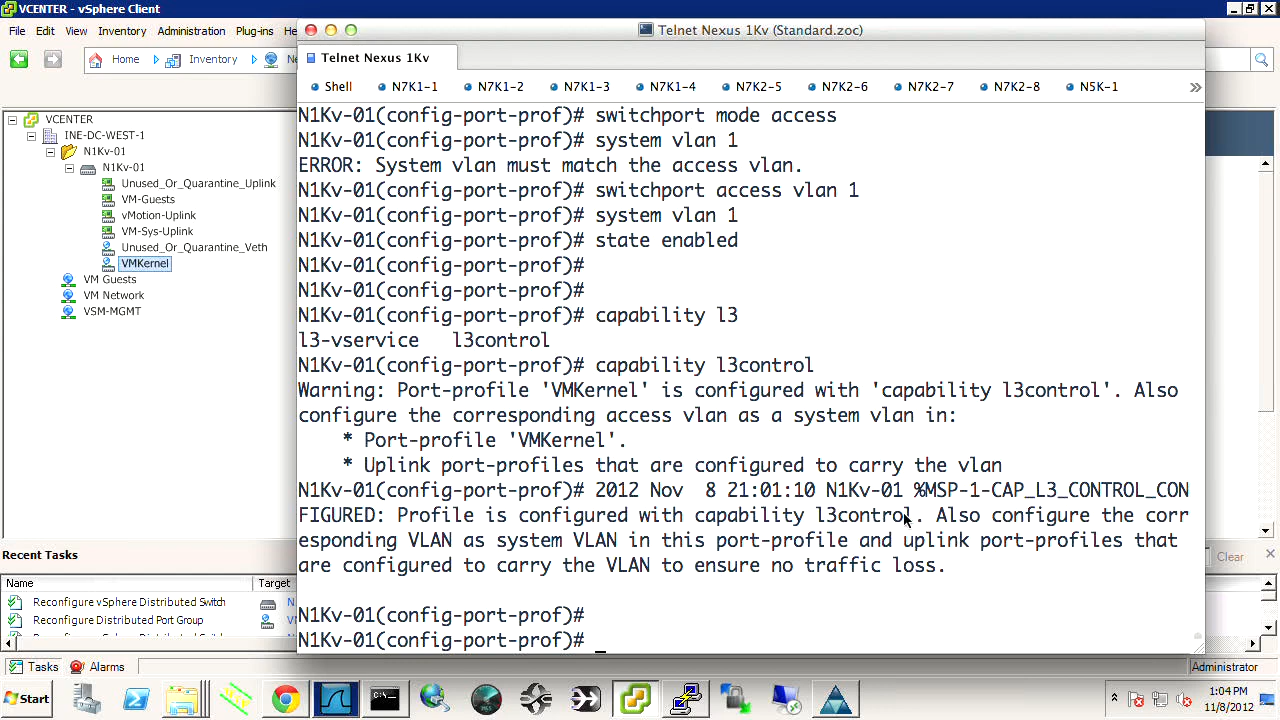 VCENTER - vSphere Client
File Edit View Inventory Administration Plug-ins
Home Inventory
VCENTER
INE-DC-WEST-1
N1Kv-01
N1Kv-01
Unused_Or_Quarantine_Uplink
VM-Guests
vMotion-Uplink
VM-Sys-Uplink
Unused_Or_Quarantine_Veth
VMKernel
VM Guests
VM Network
VSM-MGMT
Telnet Nexus 1Kv (Standard.zoc)
Telnet Nexus 1Kv
Shell N7K1-1 N7K1-2 N7K1-3 N7K1-4 N7K2-5 N7K2-6 N7K2-7 N7K2-8 N5K-1 »
N1Kv-01(config-port-prof)# switchport mode access
N1Kv-01(config-port-prof)# system vlan 1
ERROR: System vlan must match the access vlan.
N1Kv-01(config-port-prof)# switchport access vlan 1
N1Kv-01(config-port-prof)# system vlan 1
N1Kv-01(config-port-prof)# state enabled
N1Kv-01(config-port-prof)#
N1Kv-01(config-port-prof)#
N1Kv-01(config-port-prof)# capability l3
l3-vservice l3control
N1Kv-01(config-port-prof)# capability l3control
Warning: Port-profile 'VMKernel' is configured with 'capability l3control'. Also
configure the corresponding access vlan as a system vlan in:
* Port-profile 'VMKernel'.
* Uplink port-profiles that are configured to carry the vlan
N1Kv-01(config-port-prof)# 2012 Nov 8 21:01:10 N1Kv-01 %MSP-1-CAP_L3_CONTROL_CON
FIGURED: Profile is configured with capability l3control. Also configure the corr
esponding VLAN as system VLAN in this port-profile and uplink port-profiles that
are configured to carry the VLAN to ensure no traffic loss.
N1Kv-01(config-port-prof)#
N1Kv-01(config-port-prof)#
Recent Tasks
Clear
Name Target
Reconfigure vSphere Distributed Switch
Reconfigure Distributed Port Group
Tasks Alarms
Administrator
Start
1:04 PM
11/8/2012